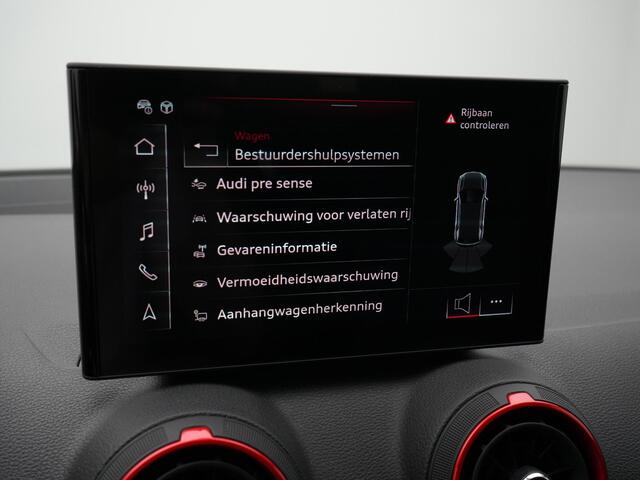 Wagen
Bestuurdershulpsystemen
Audi pre sense
Waarschuwing voor verlaten rij
Gevareninformatie
Vermoeidheidswaarschuwing
Aanhangwagenherkenning
Rijbaan
controleren